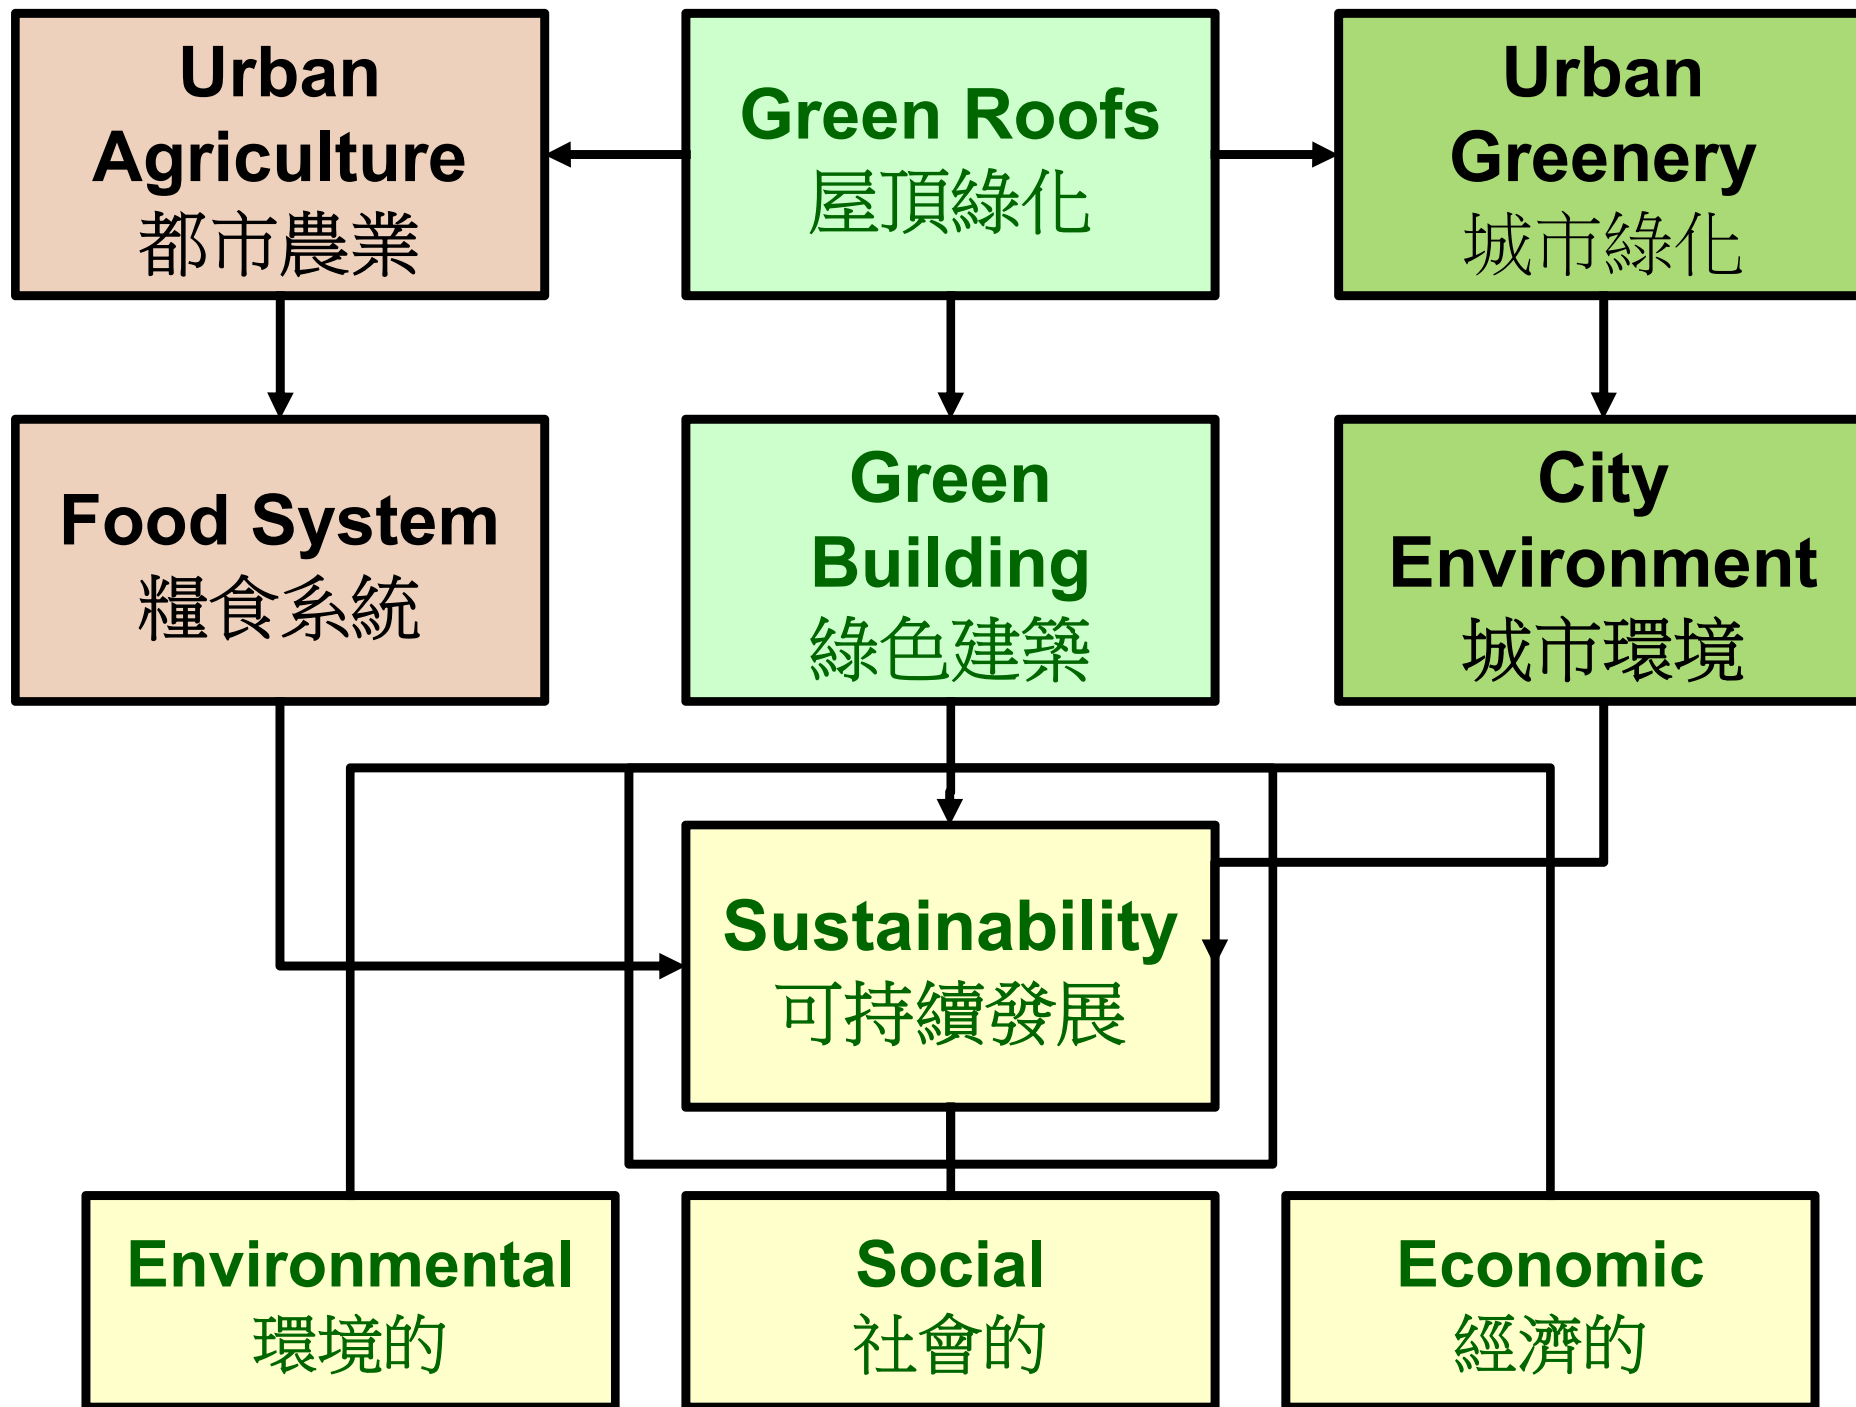 Urban
Agriculture
都市農業
Green Roofs
屋頂綠化
Urban
Greenery
城市綠化
Food System
糧食系統
Green
Building
綠色建築
City
Environment
城市環境
Sustainability
可持續發展
Environmental
環境的
Social
社會的
Economic
經濟的